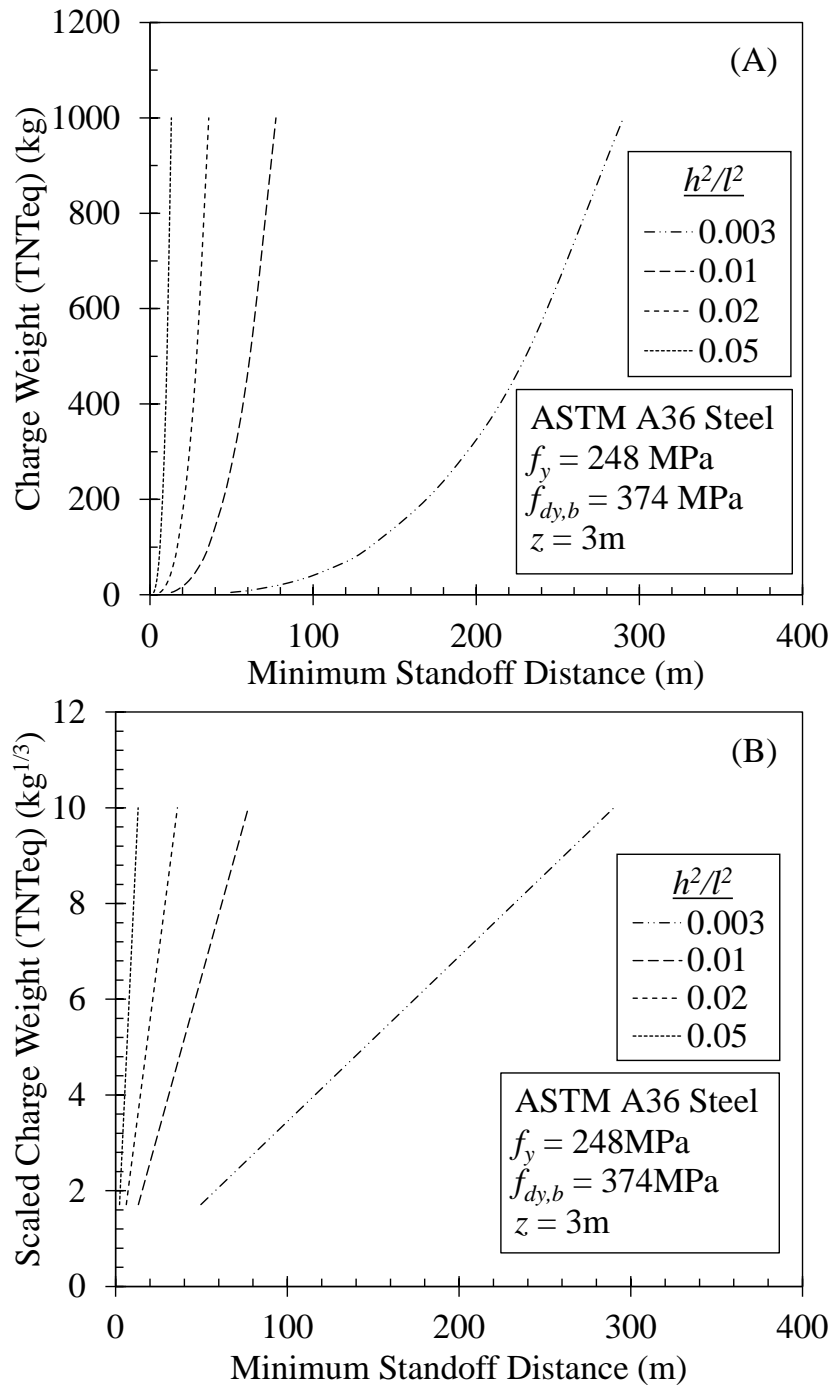 (A)
1200
1000
800
600
400
200
0
Charge Weight (TNTeq) (kg)
h²/l²
0.003
0.01
0.02
0.05
ASTM A36 Steel
f_y = 248 MPa
f_dy,b = 374 MPa
z = 3m
0 100 200 300 400
Minimum Standoff Distance (m)
(B)
12
10
8
6
4
2
0
Scaled Charge Weight (TNTeq) (kg^1/3)
h²/l²
0.003
0.01
0.02
0.05
ASTM A36 Steel
f_y = 248MPa
f_dy,b = 374MPa
z = 3m
0 100 200 300 400
Minimum Standoff Distance (m)